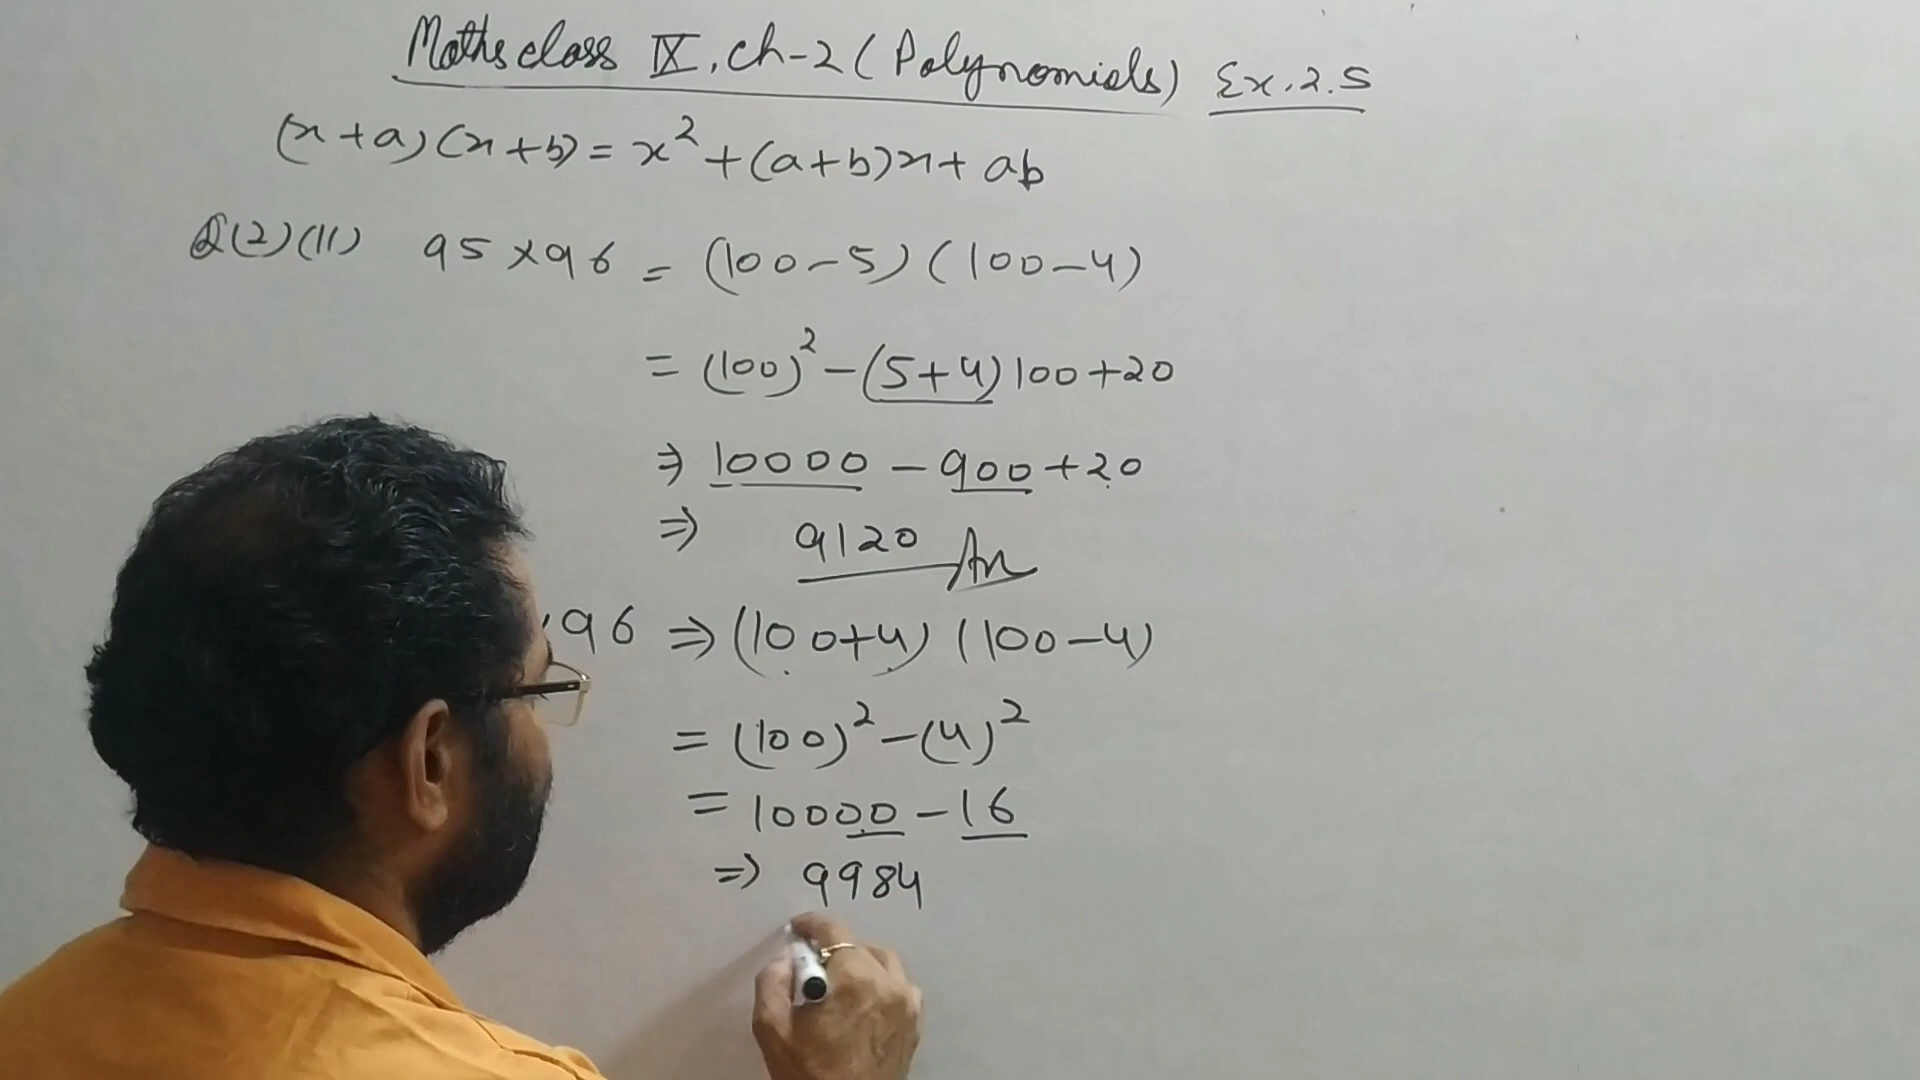 Maths class IX, ch-2 (Polynomials) Ex. 2.5
(x+a)(x+b) = x² + (a+b)x + ab
Q(2)(ii) 95 × 96 = (100-5)(100-4)
= (100)² - (5+4)100 + 20
⇒ 10000 - 900 + 20
⇒ 9120 An
96 ⇒ (100+4)(100-4)
= (100)² - (4)²
= 10000 - 16
⇒ 9984